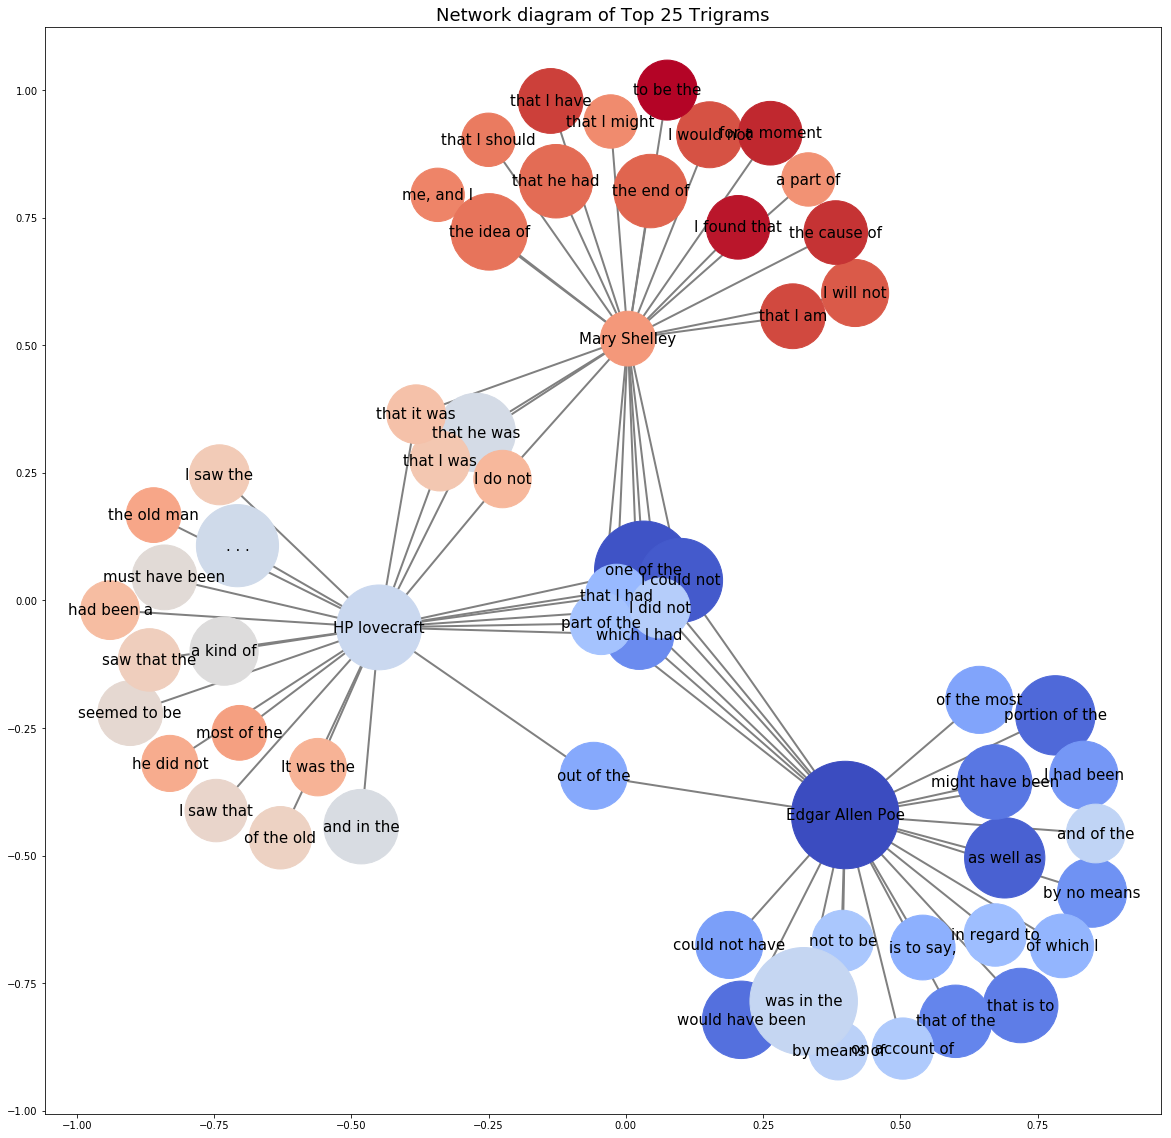 Network diagram of Top 25 Trigrams
1.00
0.75
0.50
0.25
0.00
−0.25
−0.50
−0.75
−1.00
to be the
that I have
that I might
I would not
for a moment
that I should
a part of
that he had
me, and I
the end of
I found that
the idea of
the cause of
I will not
that I am
Mary Shelley
that it was
that he was
that I was
I do not
I saw the
the old man
. . .
must have been
had been a
HP lovecraft
a kind of
saw that the
seemed to be
most of the
he did not
It was the
I saw that
of the old
and in the
one of the
I could not
that I had
I did not
part of the
which I had
out of the
Edgar Allen Poe
of the most
portion of the
might have been
I had been
and of the
as well as
by no means
could not have
not to be
is to say,
in regard to
of which I
was in the
would have been
by means of
on account of
that of the
that is to
−1.00 −0.75 −0.50 −0.25 0.00 0.25 0.50 0.75